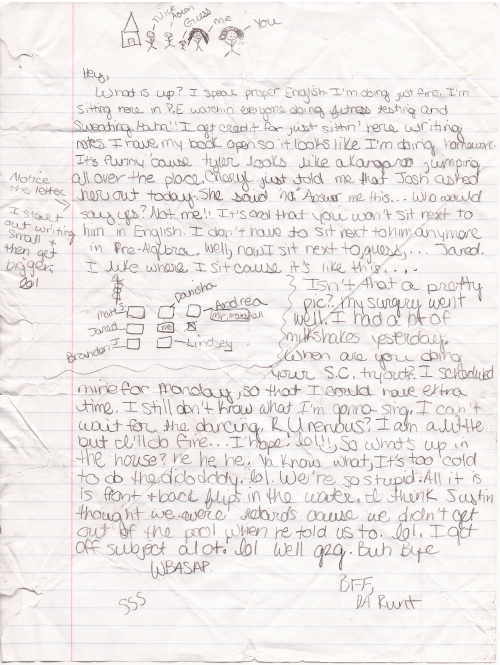 Nick
me
You
Hey,
What is up? I speak proper English. I'm doing just fine. I'm
sitting here in P.E watchin everyone doing fitness testing and
sweating. Haha!! I get credit for just sittin' here writing
notes. I have my book open so it looks like I'm doing homework.
It's funny 'cause tyler looks like a kangaroo jumping
all over the place. just told me that Josh asked
her out today. She said "no." Answer me this... who would
say yes? Not me!! It's that you won't sit next to
him in English. I don't have to sit next to him anymore
in Pre-Algbra. Well, now I sit next to, guess,... Jared.
I like where I sit cause it's like this....
Notice
the letter
I start
out writing
small +
then get
bigger.
lol
Danisha
Andrea
Mr. marshall
Jared
me
Brandon
Lindsey
Isn't that a pretty
pic? my surgury went
well. I had a lot of
milkshakes yesterday.
when are you doing
your S.C. tryouts? I scheduled
mine for monday, so that I could have extra
time. I still don't know what I'm gonna sing. I can't
wait for the dancing. R U nervous? I am a little
but I'll do fine... I hope! lol!! So what's up in
the house? he he he.. Ya know what, It's too cold
to do the lol. We're so stupid. All it is
is front + back flips in the water. I think Justin
thought we were retards cause we didn't get
out of the pool when he told us to. lol. I get
off subject alot. lol well g2g. Buh Bye
WBASAP.
BFF,
DA Runt
SSS